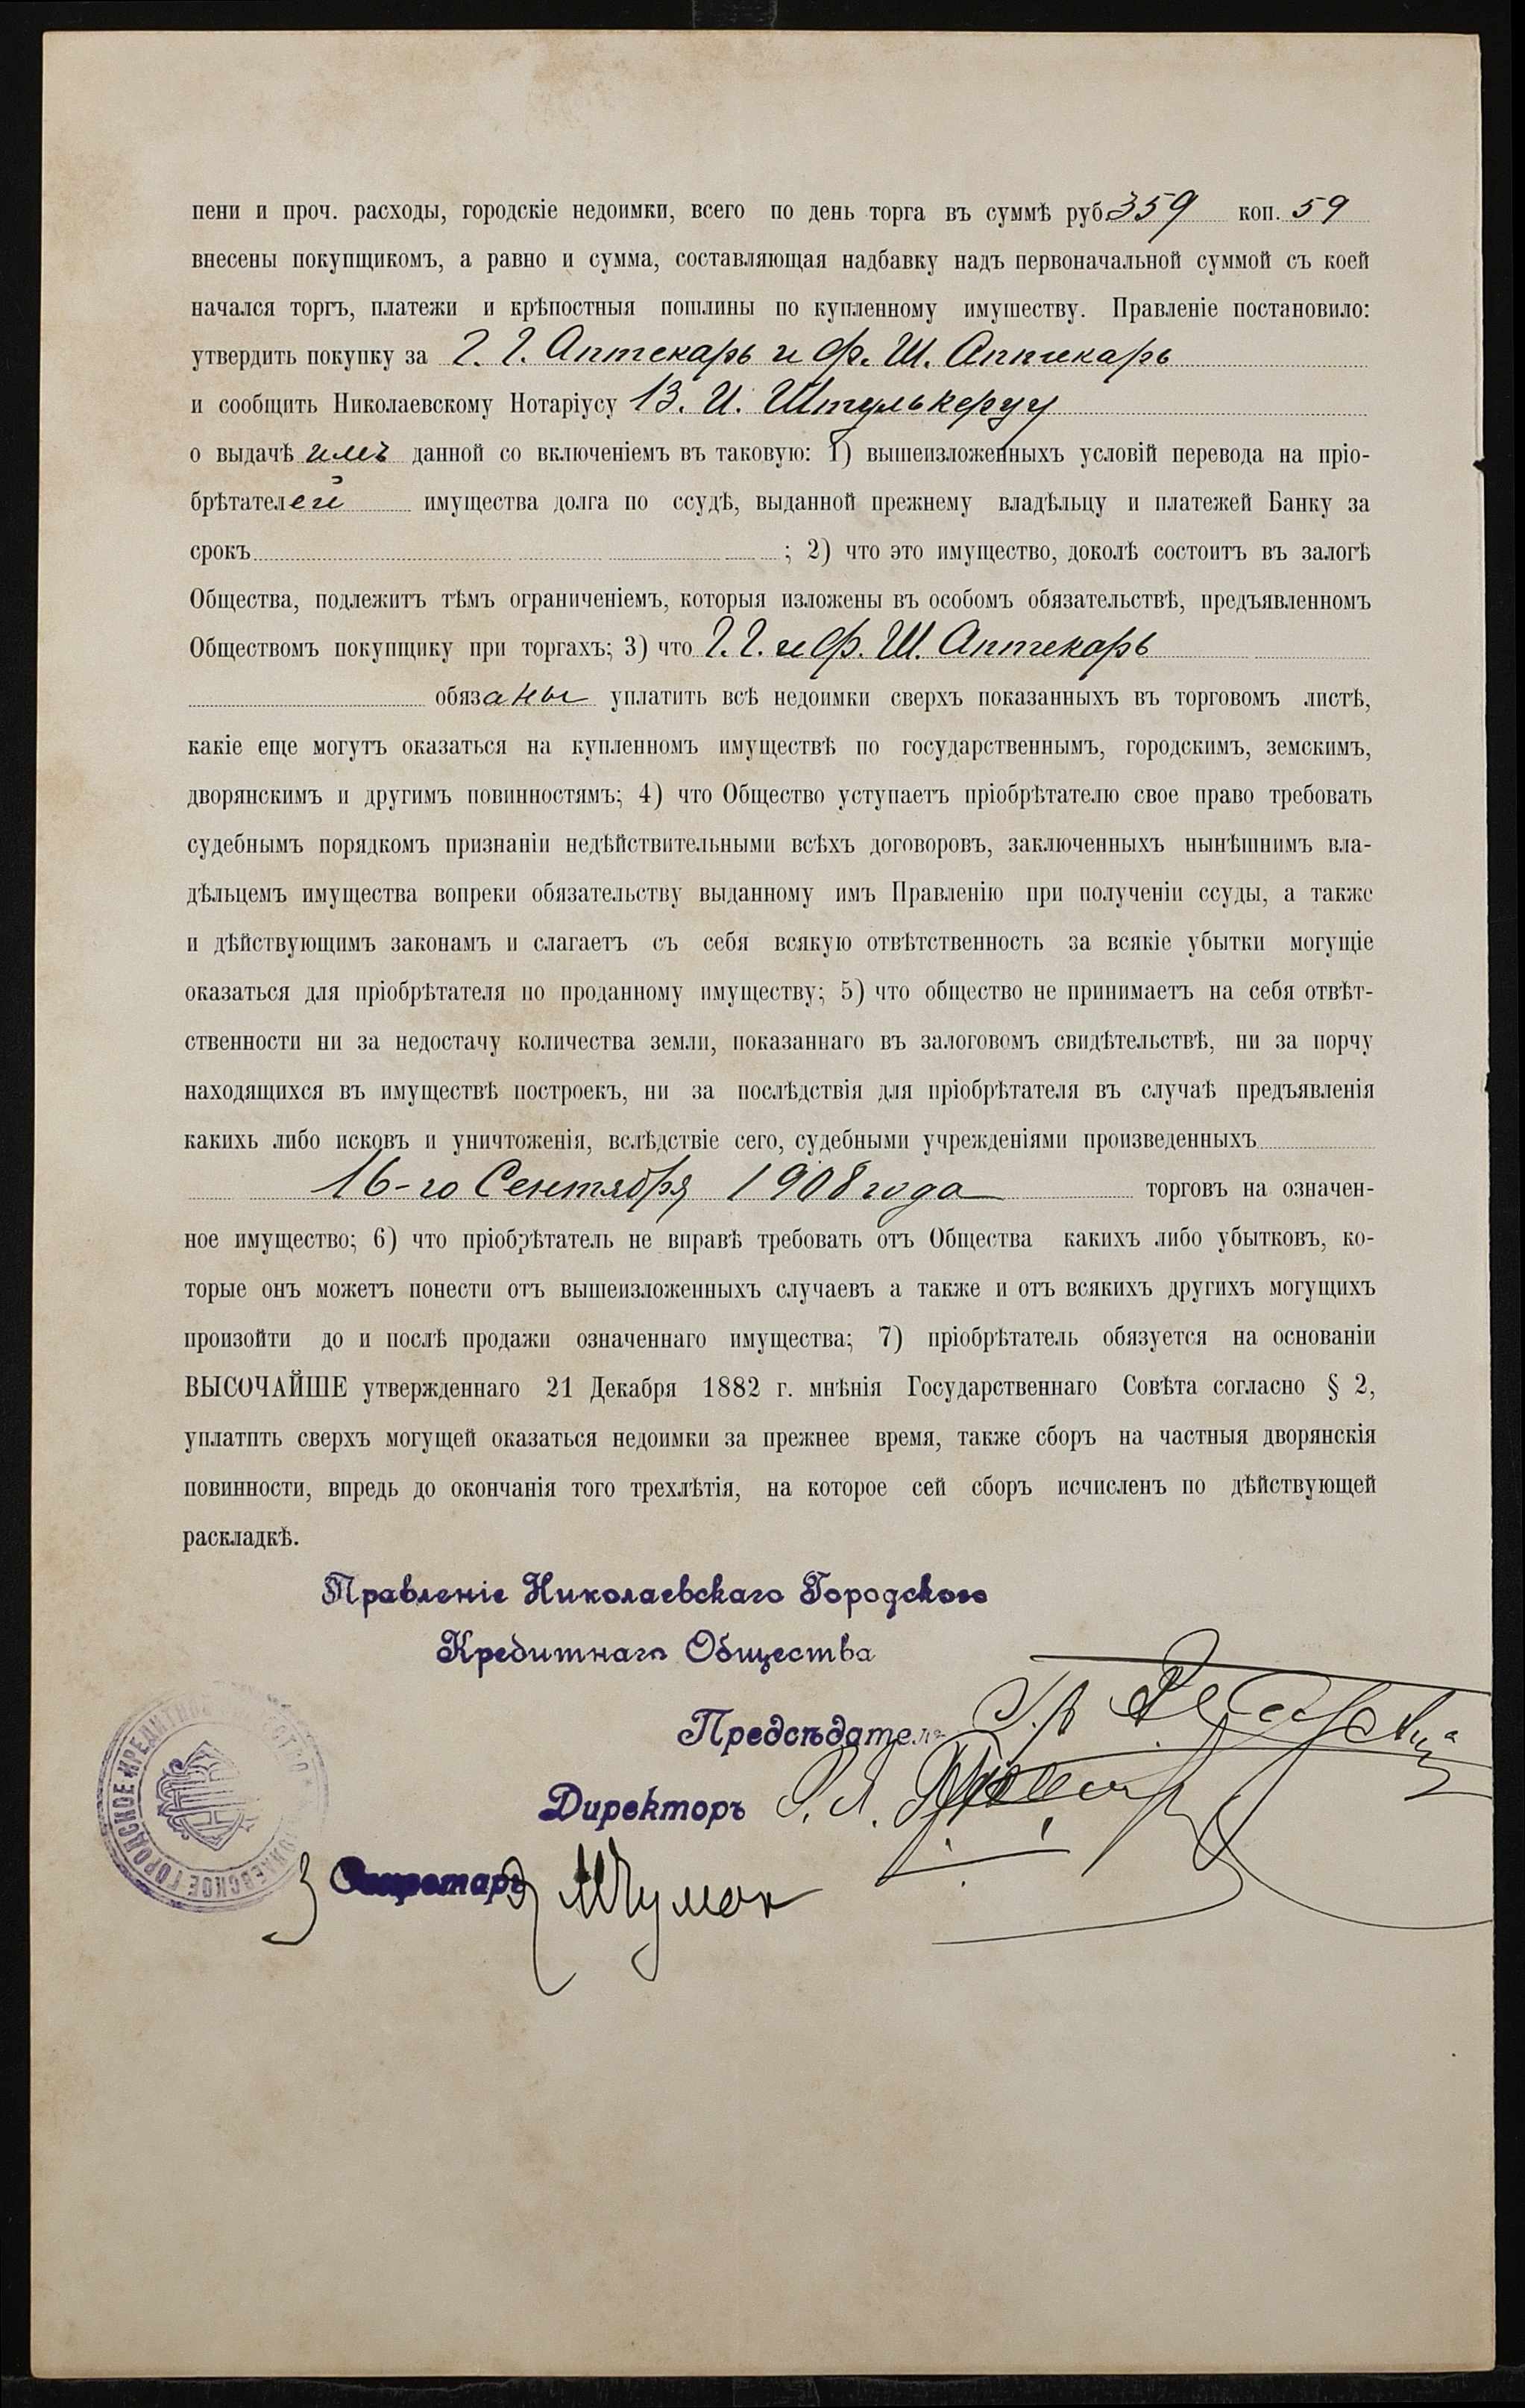 пени и проч. расходы, городскіе недоимки, всего по день торга въ суммѣ руб. 359 коп. 59
внесены покупщикомъ, а равно и сумма, составляющая надбавку надъ первоначальной суммой съ коей
начался торгъ, платежи и крѣпостныя пошлины по купленному имуществу. Правленіе постановило:
утвердить покупку за Г. Г. Аптекарь и Ф. Ш. Аптекарь
и сообщить Николаевскому Нотаріусу В. И. Штулькерцу
о выдачѣ имъ данной со включеніемъ въ таковую: 1) вышеизложенныхъ условій перевода на прiо-
брѣтателей имущества долга по ссудѣ, выданной прежнему владѣльцу и платежей Банку за
срокъ ; 2) что это имущество, доколѣ состоитъ въ залогѣ
Общества, подлежитъ тѣмъ ограниченіемъ, которыя изложены въ особомъ обязательствѣ, предъявленномъ
Обществомъ покупщику при торгахъ; 3) что Г. Г. и Ф. Ш. Аптекарь
обязаны уплатить всѣ недоимки сверхъ показанныхъ въ торговомъ листѣ,
какіе еще могутъ оказаться на купленномъ имуществѣ по государственнымъ, городскимъ, земскимъ,
дворянскимъ и другимъ повинностямъ; 4) что Общество уступаетъ пріобрѣтателю свое право требовать
судебнымъ порядкомъ признаніи недѣйствительными всѣхъ договоровъ, заключенныхъ нынѣшнимъ вла-
дѣльцемъ имущества вопреки обязательству выданному имъ Правленію при полученіи ссуды, а также
и дѣйствующимъ законамъ и слагаетъ съ себя всякую отвѣтственность за всякіе убытки могущіе
оказаться для пріобрѣтателя по проданному имуществу; 5) что общество не принимаетъ на себя отвѣт-
ственности ни за недостачу количества земли, показаннаго въ залоговомъ свидѣтельствѣ, ни за порчу
находящихся въ имуществѣ построекъ, ни за послѣдствія для пріобрѣтателя въ случаѣ предъявленія
какихъ либо исковъ и уничтоженія, вслѣдствіе сего, судебными учрежденіями произведенныхъ
16-го Сентября 1908 года торговъ на означен-
ное имущество; 6) что пріобрѣтатель не вправѣ требовать отъ Общества какихъ либо убытковъ, ко-
торые онъ можетъ понести отъ вышеизложенныхъ случаевъ а также и отъ всякихъ другихъ могущихъ
произойти до и послѣ продажи означеннаго имущества; 7) пріобрѣтатель обязуется на основаніи
ВЫСОЧАЙШЕ утвержденнаго 21 Декабря 1882 г. мнѣнія Государственнаго Совѣта согласно § 2,
уплатить сверхъ могущей оказаться недоимки за прежнее время, также сборъ на частныя дворянскія
повинности, впредь до окончанія того трехлѣтія, на которое сей сборъ исчисленъ по дѣйствующей
раскладкѣ.
Правленіе Николаевскаго Городского
Кредитнаго Общества
Предсѣдатель
Директоръ
Секретарь
НИКОЛАЕВСКОЕ ГОРОДСКОЕ КРЕДИТНОЕ ОБЩЕСТВО